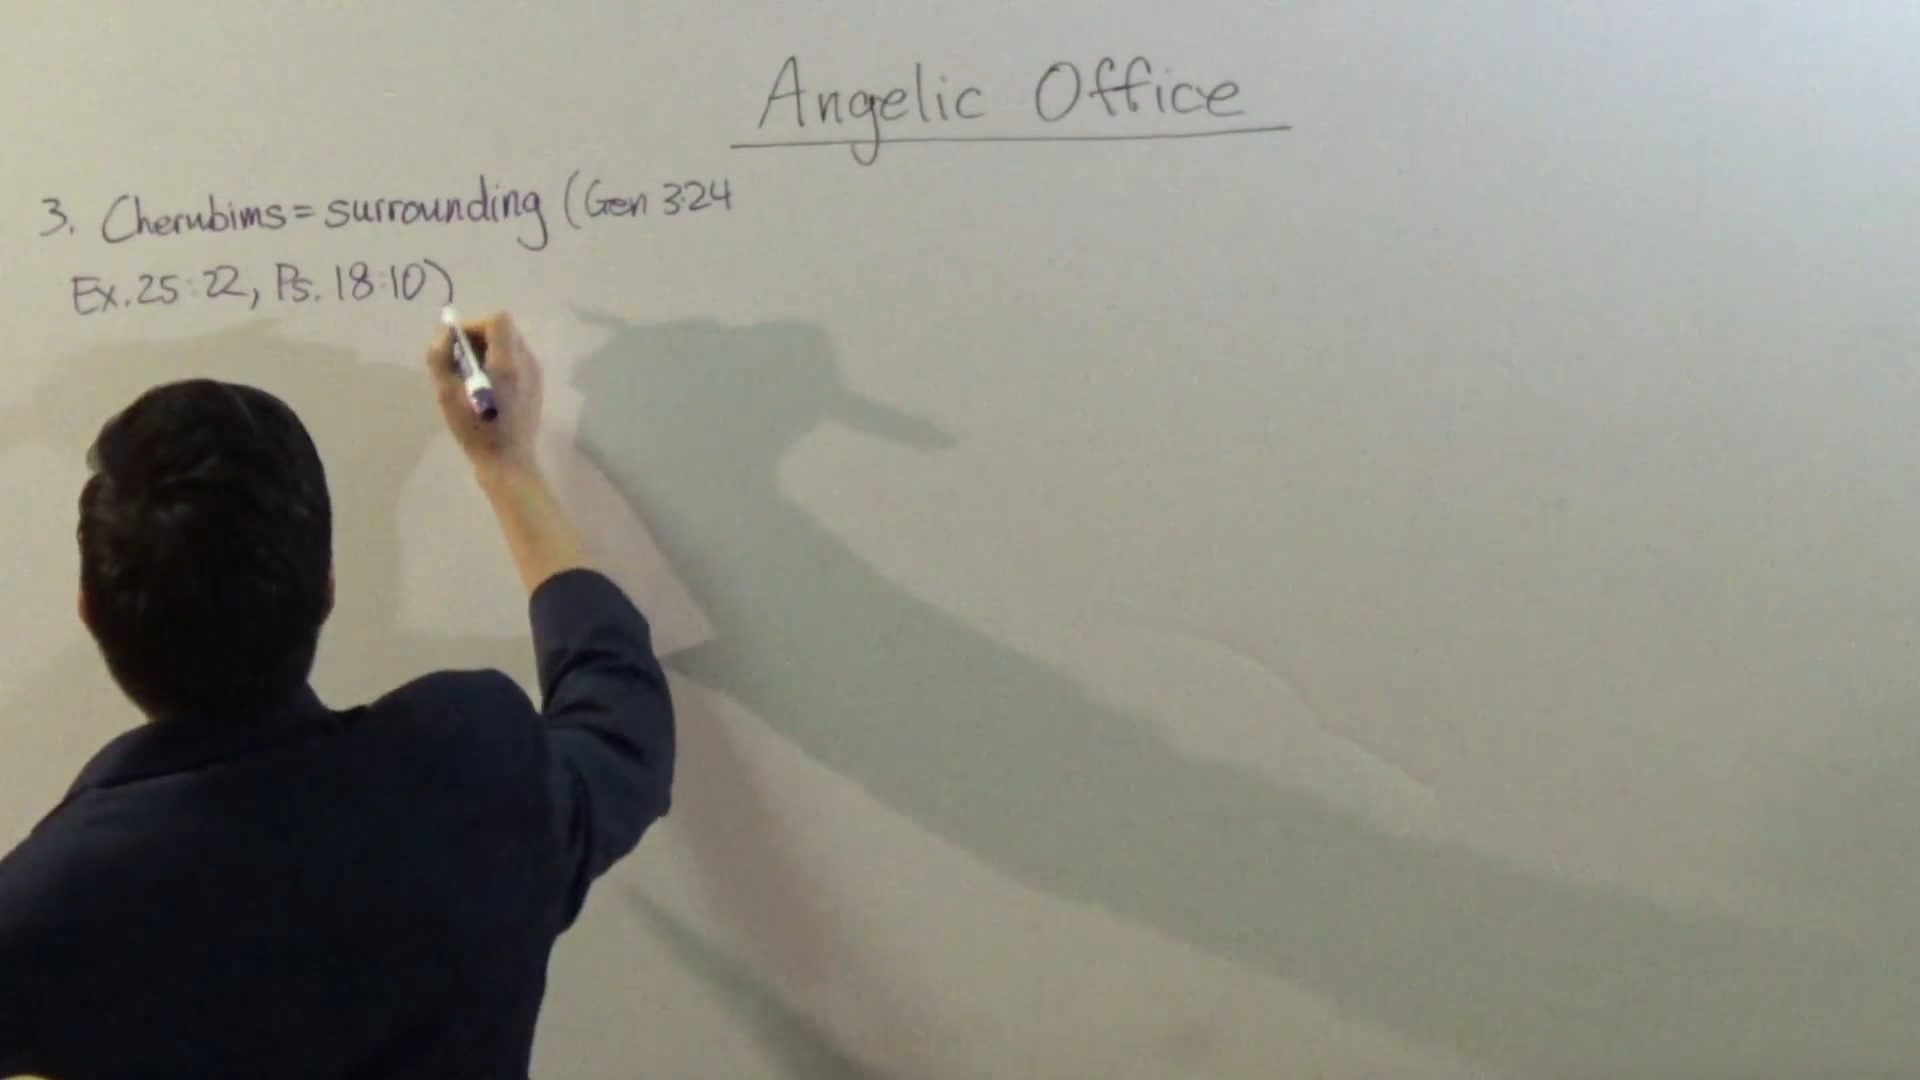 Angelic Office
3. Cherubims = surrounding (Gen 3:24
Ex. 25:22, Ps. 18:10)